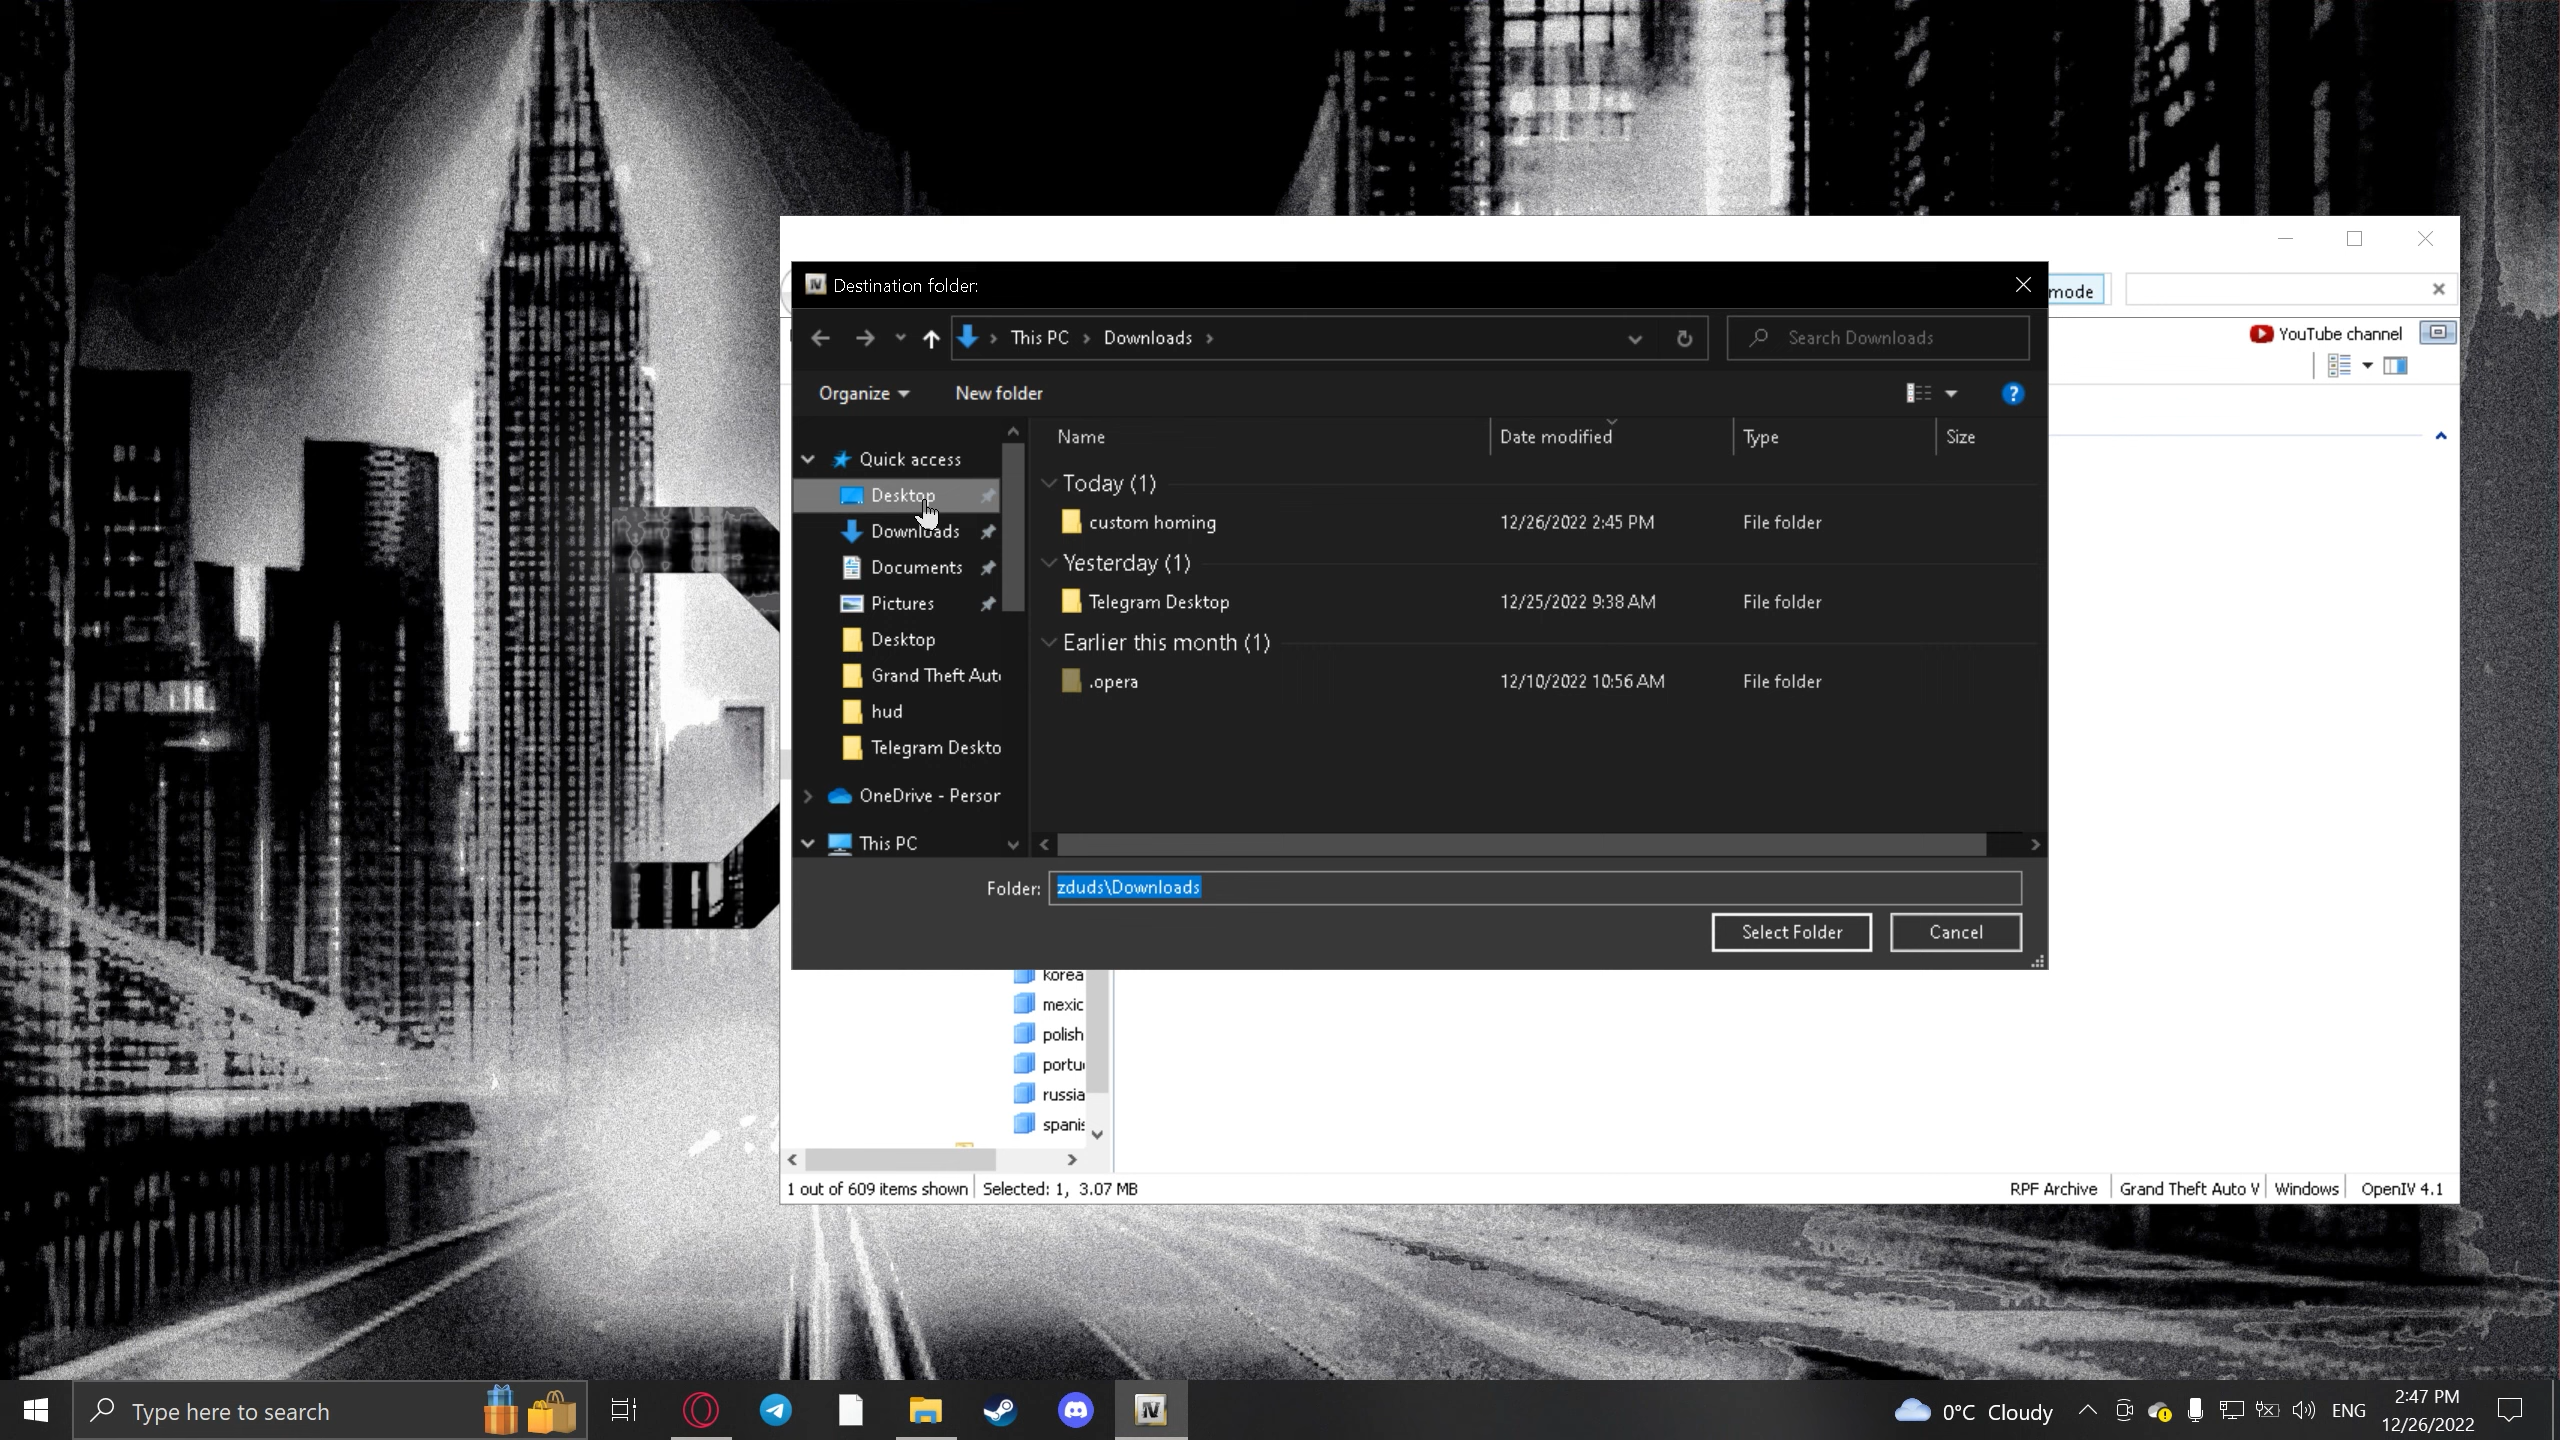 mode
YouTube channel
Destination folder:
This PC
Downloads
Search Downloads
Organize
New folder
Name
Date modified
Type
Size
Quick access
Desktop
Downloads
Documents
Pictures
Desktop
Grand Theft Aut
hud
Telegram Deskto
OneDrive - Person
This PC
Today (1)
custom homing
12/26/2022 2:45 PM
File folder
Yesterday (1)
Telegram Desktop
12/25/2022 9:38 AM
File folder
Earlier this month (1)
.opera
12/10/2022 10:56 AM
File folder
Folder:
zduds\Downloads
Select Folder
Cancel
korea
mexic
polish
portu
russia
spanis
1 out of 609 items shown
Selected: 1, 3.07 MB
RPF Archive
Grand Theft Auto V
Windows
OpenIV 4.1
Type here to search
IV
0°C Cloudy
ENG
2:47 PM
12/26/2022